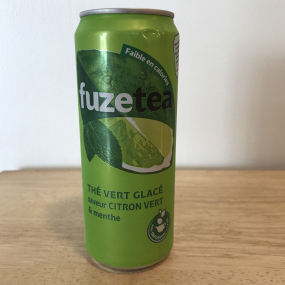 Faible en calories
fuzetea
THÉ VERT GLACÉ
saveur CITRON VERT
& menthe